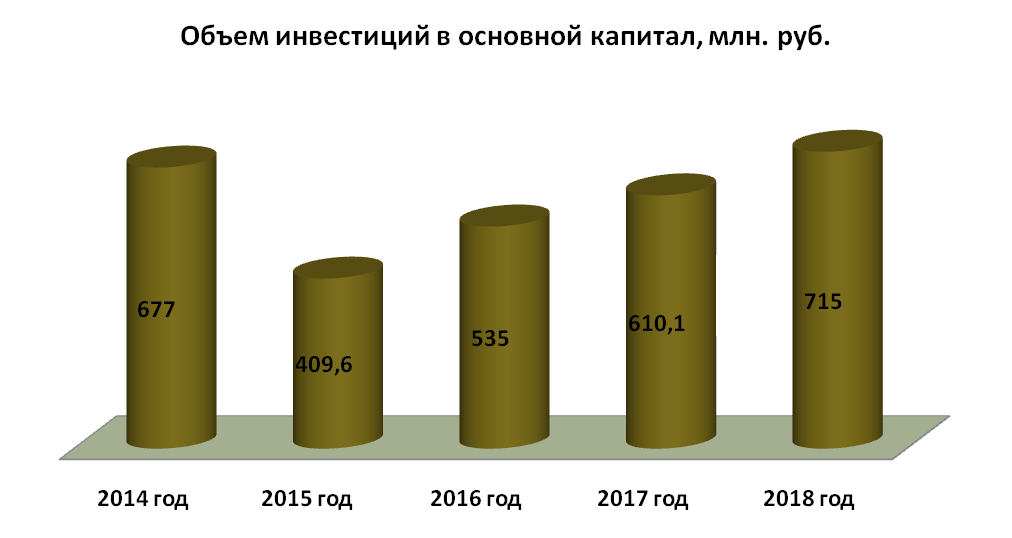 Объем инвестиций в основной капитал, млн. руб.
677
409,6
535
610,1
715
2014 год
2015 год
2016 год
2017 год
2018 год